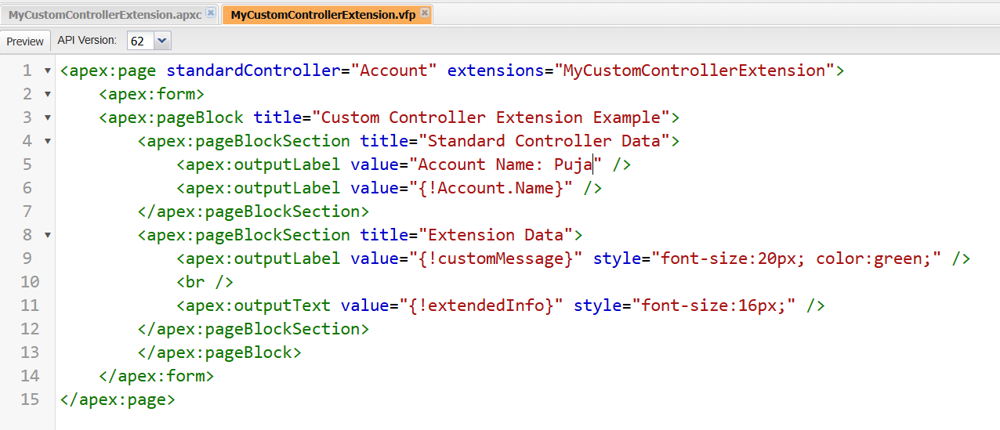 MyCustomControllerExtension.apxc MyCustomControllerExtension.vfp
Preview API Version: 62
1 <apex:page standardController="Account" extensions="MyCustomControllerExtension">
2     <apex:form>
3     <apex:pageBlock title="Custom Controller Extension Example">
4         <apex:pageBlockSection title="Standard Controller Data">
5             <apex:outputLabel value="Account Name: Puja" />
6             <apex:outputLabel value="{!Account.Name}" />
7         </apex:pageBlockSection>
8         <apex:pageBlockSection title="Extension Data">
9             <apex:outputLabel value="{!customMessage}" style="font-size:20px; color:green;" />
10             <br />
11             <apex:outputText value="{!extendedInfo}" style="font-size:16px;" />
12         </apex:pageBlockSection>
13         </apex:pageBlock>
14     </apex:form>
15 </apex:page>